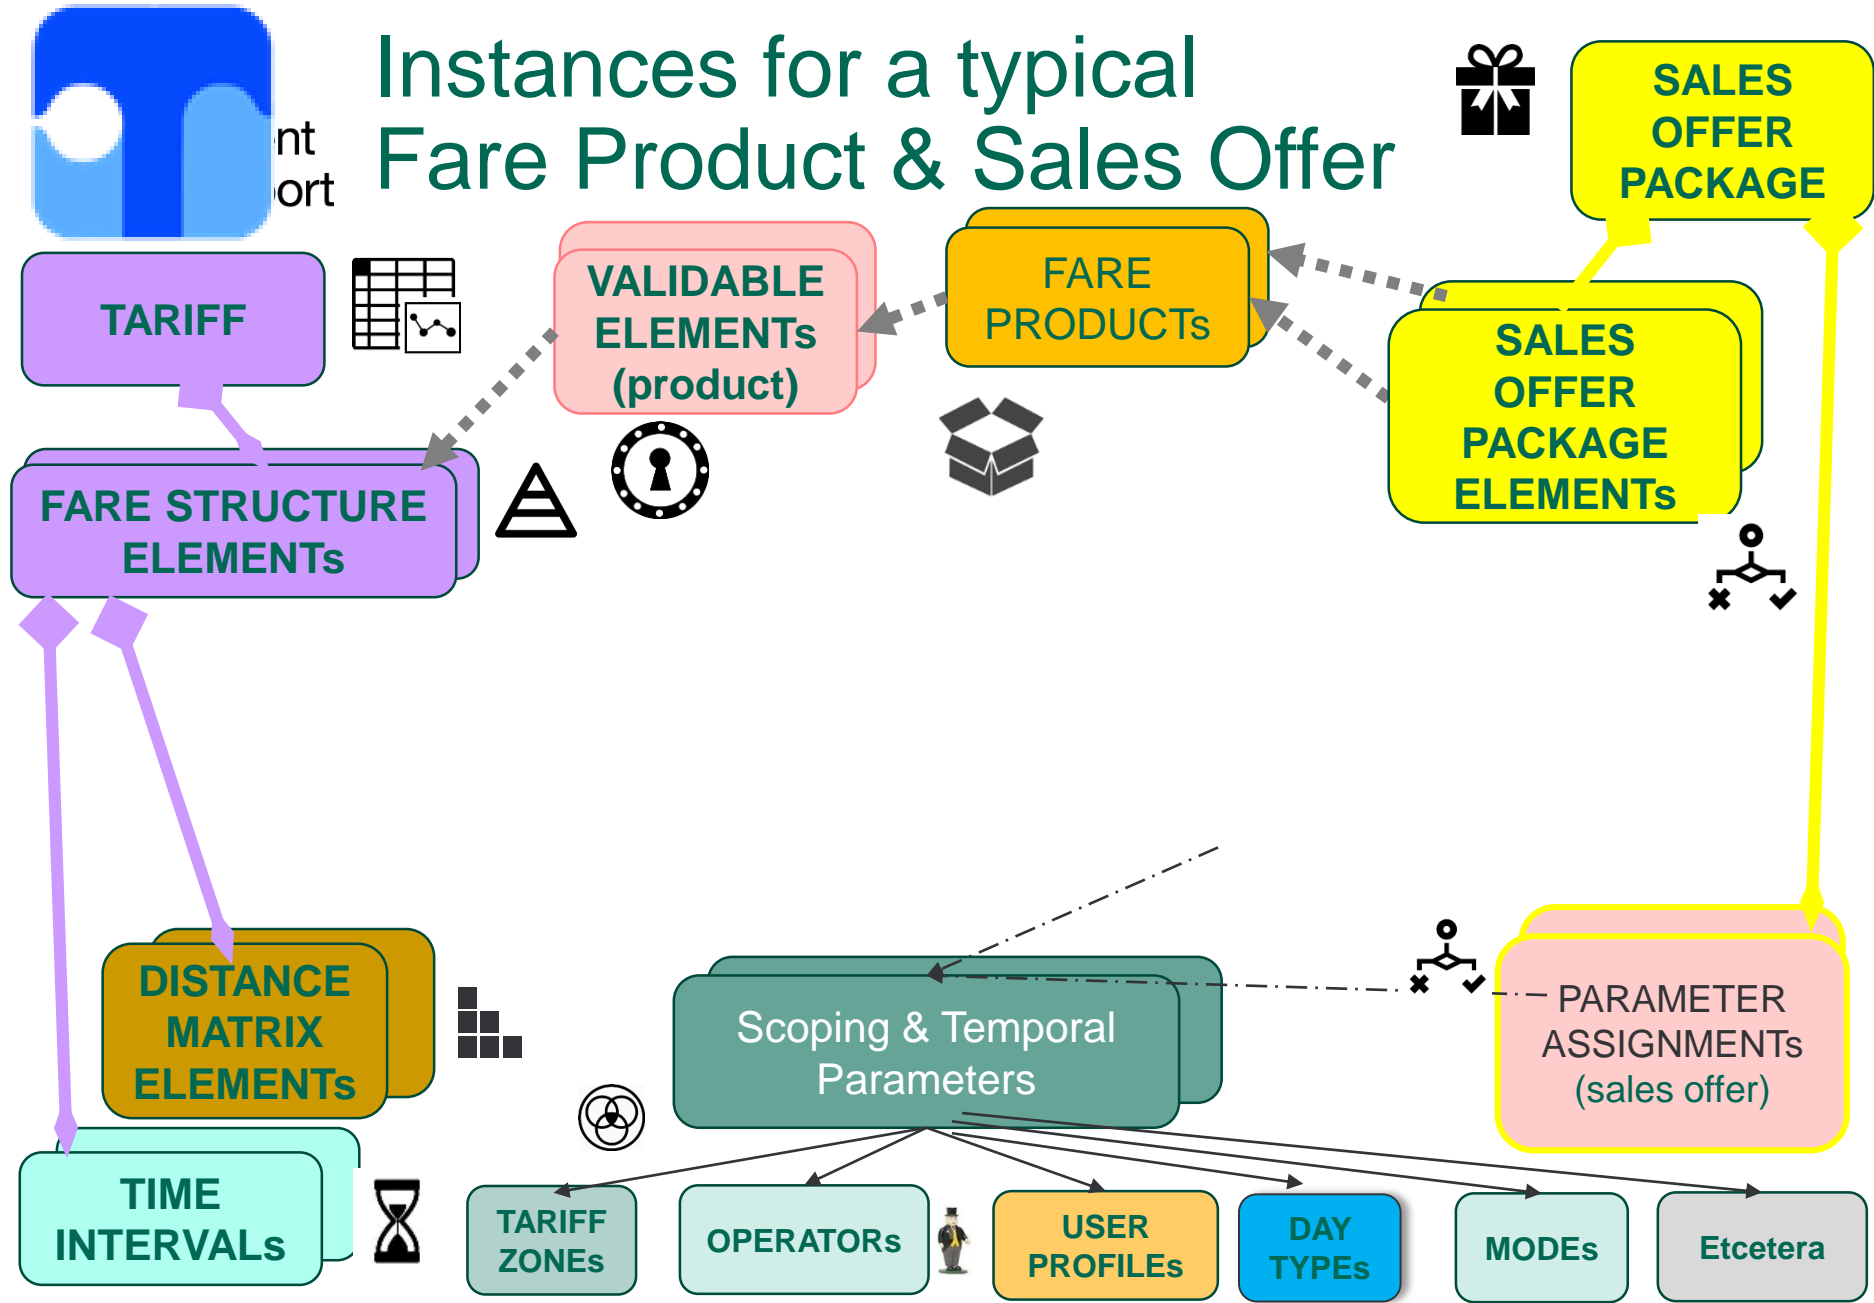 Instances for a typical
Fare Product & Sales Offer
nt
ort
SALES
OFFER
PACKAGE
TARIFF
VALIDABLE
ELEMENTs
(product)
FARE
PRODUCTs
SALES
OFFER
PACKAGE
ELEMENTs
FARE STRUCTURE
ELEMENTs
DISTANCE
MATRIX
ELEMENTs
Scoping & Temporal
Parameters
PARAMETER
ASSIGNMENTs
(sales offer)
TIME
INTERVALs
TARIFF
ZONEs
OPERATORs
USER
PROFILEs
DAY
TYPEs
MODEs
Etcetera